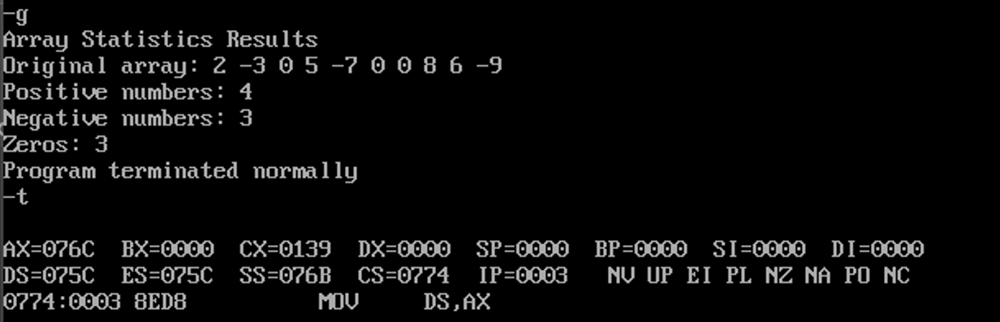 -g
Array Statistics Results
Original array: 2 -3 0 5 -7 0 0 8 6 -9
Positive numbers: 4
Negative numbers: 3
Zeros: 3
Program terminated normally
-t
AX=076C BX=0000 CX=0139 DX=0000 SP=0000 BP=0000 SI=0000 DI=0000
DS=075C ES=075C SS=076B CS=0774 IP=0003 NV UP EI PL NZ NA PO NC
0774:0003 8ED8 MOV DS,AX